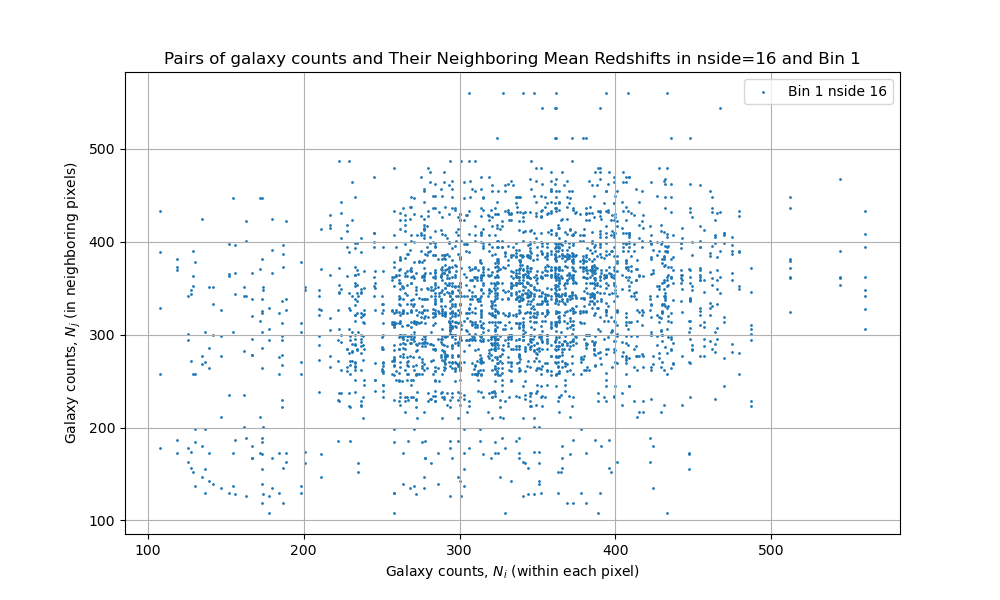 Pairs of galaxy counts and Their Neighboring Mean Redshifts in nside=16 and Bin 1
Bin 1 nside 16
500
400
300
200
100
Galaxy counts, N_j (in neighboring pixels)
100 200 300 400 500
Galaxy counts, N_i (within each pixel)